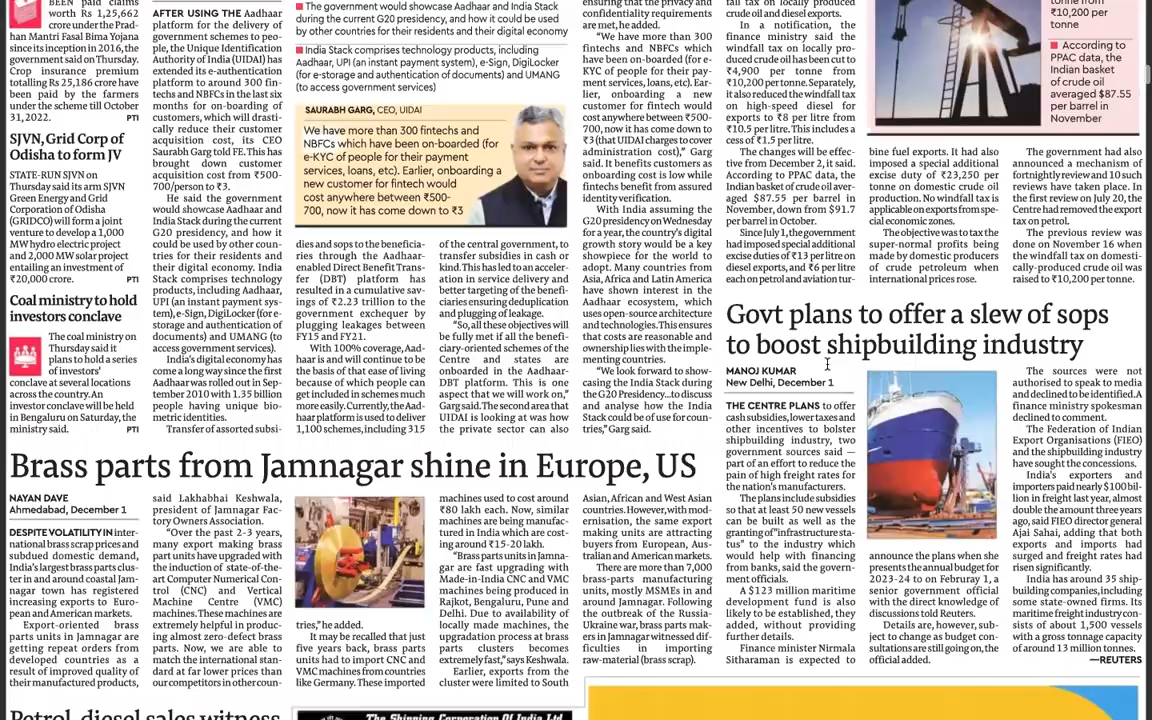 BEEN paid claims
worth Rs 1,25,662
crore under the Prad-
han Mantri Fasal Bima Yojana
since its inception in 2016, the
government said on Thursday.
Crop insurance premium
totalling Rs 25,186 crore have
been paid by the farmers
under the scheme till October
31, 2022. PTI
SJVN, Grid Corp of
Odisha to form JV
STATE-RUN SJVN on
Thursday said its arm SJVN
Green Energy and Grid
Corporation of Odisha
(GRIDCO) will form a joint
venture to develop a 1,000
MW hydro electric project
and 2,000 MW solar project
entailing an investment of
₹20,000 crore. PTI
Coal ministry to hold
investors conclave
The coal ministry on
Thursday said it
plans to hold a series
of investors'
conclave at several locations
across the country. An
investor conclave will be held
in Bengaluru on Saturday, the
ministry said. PTI
AFTER USING THE Aadhaar
platform for the delivery of
government schemes to peo-
ple, the Unique Identification
Authority of India (UIDAI) has
extended its e-authentication
platform to around 300 fin-
techs and NBFCs in the last six
months for on-boarding of
customers, which will drasti-
cally reduce their customer
acquisition cost, its CEO
Saurabh Garg told FE. This has
brought down customer
acquisition cost from ₹500-
700/person to ₹3.
He said the government
would showcase Aadhaar and
India Stack during the current
G20 presidency, and how it
could be used by other coun-
tries for their residents and
their digital economy. India
Stack comprises technology
products, including Aadhaar,
UPI (an instant payment sys-
tem), e-Sign, DigiLocker (for e-
storage and authentication of
documents) and UMANG (to
access government services).
India's digital economy has
come a long way since the first
Aadhaar was rolled out in Sep-
tember 2010 with 1.35 billion
people having unique bio-
metric identities.
Transfer of assorted subsi-
■ The government would showcase Aadhaar and India Stack
during the current G20 presidency, and how it could be used
by other countries for their residents and their digital economy
■ India Stack comprises technology products, including
Aadhaar, UPI (an instant payment system), e-Sign, DigiLocker
(for e-storage and authentication of documents) and UMANG
(to access government services)
SAURABH GARG, CEO, UIDAI
We have more than 300 fintechs and
NBFCs which have been on-boarded (for
e-KYC of people for their payment
services, loans, etc). Earlier, onboarding a
new customer for fintech would
cost anywhere between ₹500-
700, now it has come down to ₹3
dies and sops to the beneficia-
ries through the Aadhaar-
enabled Direct Benefit Trans-
fer (DBT) platform has
resulted in a cumulative sav-
ings of ₹2.23 trillion to the
government exchequer by
plugging leakages between
FY15 and FY21.
With 100% coverage, Aad-
haar is and will continue to be
the basis of that ease of living
because of which people can
get included in schemes much
more easily. Currently, the Aad-
haar platform is used to deliver
1,100 schemes, including 315
of the central government, to
transfer subsidies in cash or
kind. This has led to an acceler-
ation in service delivery and
better targeting of the benefi-
ciaries ensuring deduplication
and plugging of leakage.
"So, all these objectives will
be fully met if all the benefi-
ciary-oriented schemes of the
Centre and states are
onboarded in the Aadhaar-
DBT platform. This is one
aspect that we will work on,"
Garg said. The second area that
UIDAI is looking at was how
the private sector can also
ensuring that the privacy and
confidentiality requirements
are met, he added.
"We have more than 300
fintechs and NBFCs which
have been on-boarded (for e-
KYC of people for their pay-
ment services, loans, etc). Ear-
lier, onboarding a new
customer for fintech would
cost anywhere between ₹500-
700, now it has come down to
₹3 (that UIDAI charges to cover
administration cost)," Garg
said. It benefits customers as
onboarding cost is low while
fintechs benefit from assured
identity verification.
With India assuming the
G20 presidency on Wednesday
for a year, the country's digital
growth story would be a key
showpiece for the world to
adopt. Many countries from
Asia, Africa and Latin America
have shown interest in the
Aadhaar ecosystem, which
uses open-source architecture
and technologies. This ensures
that costs are reasonable and
ownership lies with the imple-
menting countries.
"We look forward to show-
casing the India Stack during
the G20 Presidency...to discuss
and analyse how the India
Stack could be of use for coun-
tries," Garg said.
fall tax on locally produced
crude oil and diesel exports.
In a notification, the
finance ministry said the
windfall tax on locally pro-
duced crude oil has been cut to
₹4,900 per tonne from
₹10,200 per tonne. Separately,
it also reduced the windfall tax
on high-speed diesel for
exports to ₹8 per litre from
₹10.5 per litre. This includes a
cess of ₹1.5 per litre.
The changes will be effec-
tive from December 2, it said.
According to PPAC data, the
Indian basket of crude oil aver-
aged $87.55 per barrel in
November, down from $91.7
per barrel in October.
Since July 1, the government
had imposed special additional
excise duties of ₹13 per litre on
diesel exports, and ₹6 per litre
each on petrol and aviation tur-
tonne from
₹10,200 per
tonne
■ According to
PPAC data, the
Indian basket
of crude oil
averaged $87.55
per barrel in
November
bine fuel exports. It had also
imposed a special additional
excise duty of ₹23,250 per
tonne on domestic crude oil
production. No windfall tax is
applicable on exports from spe-
cial economic zones.
The objective was to tax the
super-normal profits being
made by domestic producers
of crude petroleum when
international prices rose.
The government had also
announced a mechanism of
fortnightly review and 10 such
reviews have taken place. In
the first review on July 20, the
Centre had removed the export
tax on petrol.
The previous review was
done on November 16 when
the windfall tax on domesti-
cally-produced crude oil was
raised to ₹10,200 per tonne.
Govt plans to offer a slew of sops
to boost shipbuilding industry
MANOJ KUMAR
New Delhi, December 1
THE CENTRE PLANS to offer
cash subsidies, lower taxes and
other incentives to bolster
shipbuilding industry, two
government sources said —
part of an effort to reduce the
pain of high freight rates for
the nation's manufacturers.
The plans include subsidies
so that at least 50 new vessels
can be built as well as the
granting of "infrastructure sta-
tus" to the industry which
would help with financing
from banks, said the govern-
ment officials.
A $123 million maritime
development fund is also
likely to be established, they
added, without providing
further details.
Finance minister Nirmala
Sitharaman is expected to
announce the plans when she
presents the annual budget for
2023-24 to on Februray 1, a
senior government official
with the direct knowledge of
discussions told Reuters.
Details are, however, sub-
ject to change as budget con-
sultations are still going on, the
official added.
The sources were not
authorised to speak to media
and declined to be identified. A
finance ministry spokesman
declined to comment.
The Federation of Indian
Export Organisations (FIEO)
and the shipbuilding industry
have sought the concessions.
India's exporters and
importers paid nearly $100 bil-
lion in freight last year, almost
double the amount three years
ago, said FIEO director general
Ajai Sahai, adding that both
exports and imports had
surged and freight rates had
risen significantly.
India has around 35 ship-
building companies, including
some state-owned firms. Its
maritime freight industry con-
sists of about 1,500 vessels
with a gross tonnage capacity
of around 13 million tonnes.
—REUTERS
Brass parts from Jamnagar shine in Europe, US
NAYAN DAVE
Ahmedabad, December 1
DESPITE VOLATILITY IN inter-
national brass scrap prices and
subdued domestic demand,
India's largest brass parts clus-
ter in and around coastal Jam-
nagar town has registered
increasing exports to Euro-
pean and American markets.
Export-oriented brass
parts units in Jamnagar are
getting repeat orders from
developed countries as a
result of improved quality of
their manufactured products,
said Lakhabhai Keshwala,
president of Jamnagar Fac-
tory Owners Association.
"Over the past 2-3 years,
many export making brass
part units have upgraded with
the induction of state-of-the-
art Computer Numerical Con-
trol (CNC) and Vertical
Machine Centre (VMC)
machines. These machines are
extremely helpful in produc-
ing almost zero-defect brass
parts. Now, we are able to
match the international stan-
dard at far lower prices than
our competitors in other coun-
tries," he added.
It may be recalled that just
five years back, brass parts
units had to import CNC and
VMC machines from countries
like Germany. These imported
machines used to cost around
₹80 lakh each. Now, similar
machines are being manufac-
tured in India which are cost-
ing around ₹15-20 lakh.
"Brass parts units in Jamna-
gar are fast upgrading with
Made-in-India CNC and VMC
machines being produced in
Rajkot, Bengaluru, Pune and
Delhi. Due to availability of
locally made machines, the
upgradation process at brass
parts clusters becomes
extremely fast," says Keshwala.
Earlier, exports from the
cluster were limited to South
Asian, African and West Asian
countries. However, with mod-
ernisation, the same export
making units are attracting
buyers from European, Aus-
tralian and American markets.
There are more than 7,000
brass-parts manufacturing
units, mostly MSMEs in and
around Jamnagar. Following
the outbreak of the Russia-
Ukraine war, brass parts mak-
ers in Jamnagar witnessed dif-
ficulties in importing
raw-material (brass scrap).
Petrol, diesel sales witness
The Shipping Corporation Of India Ltd